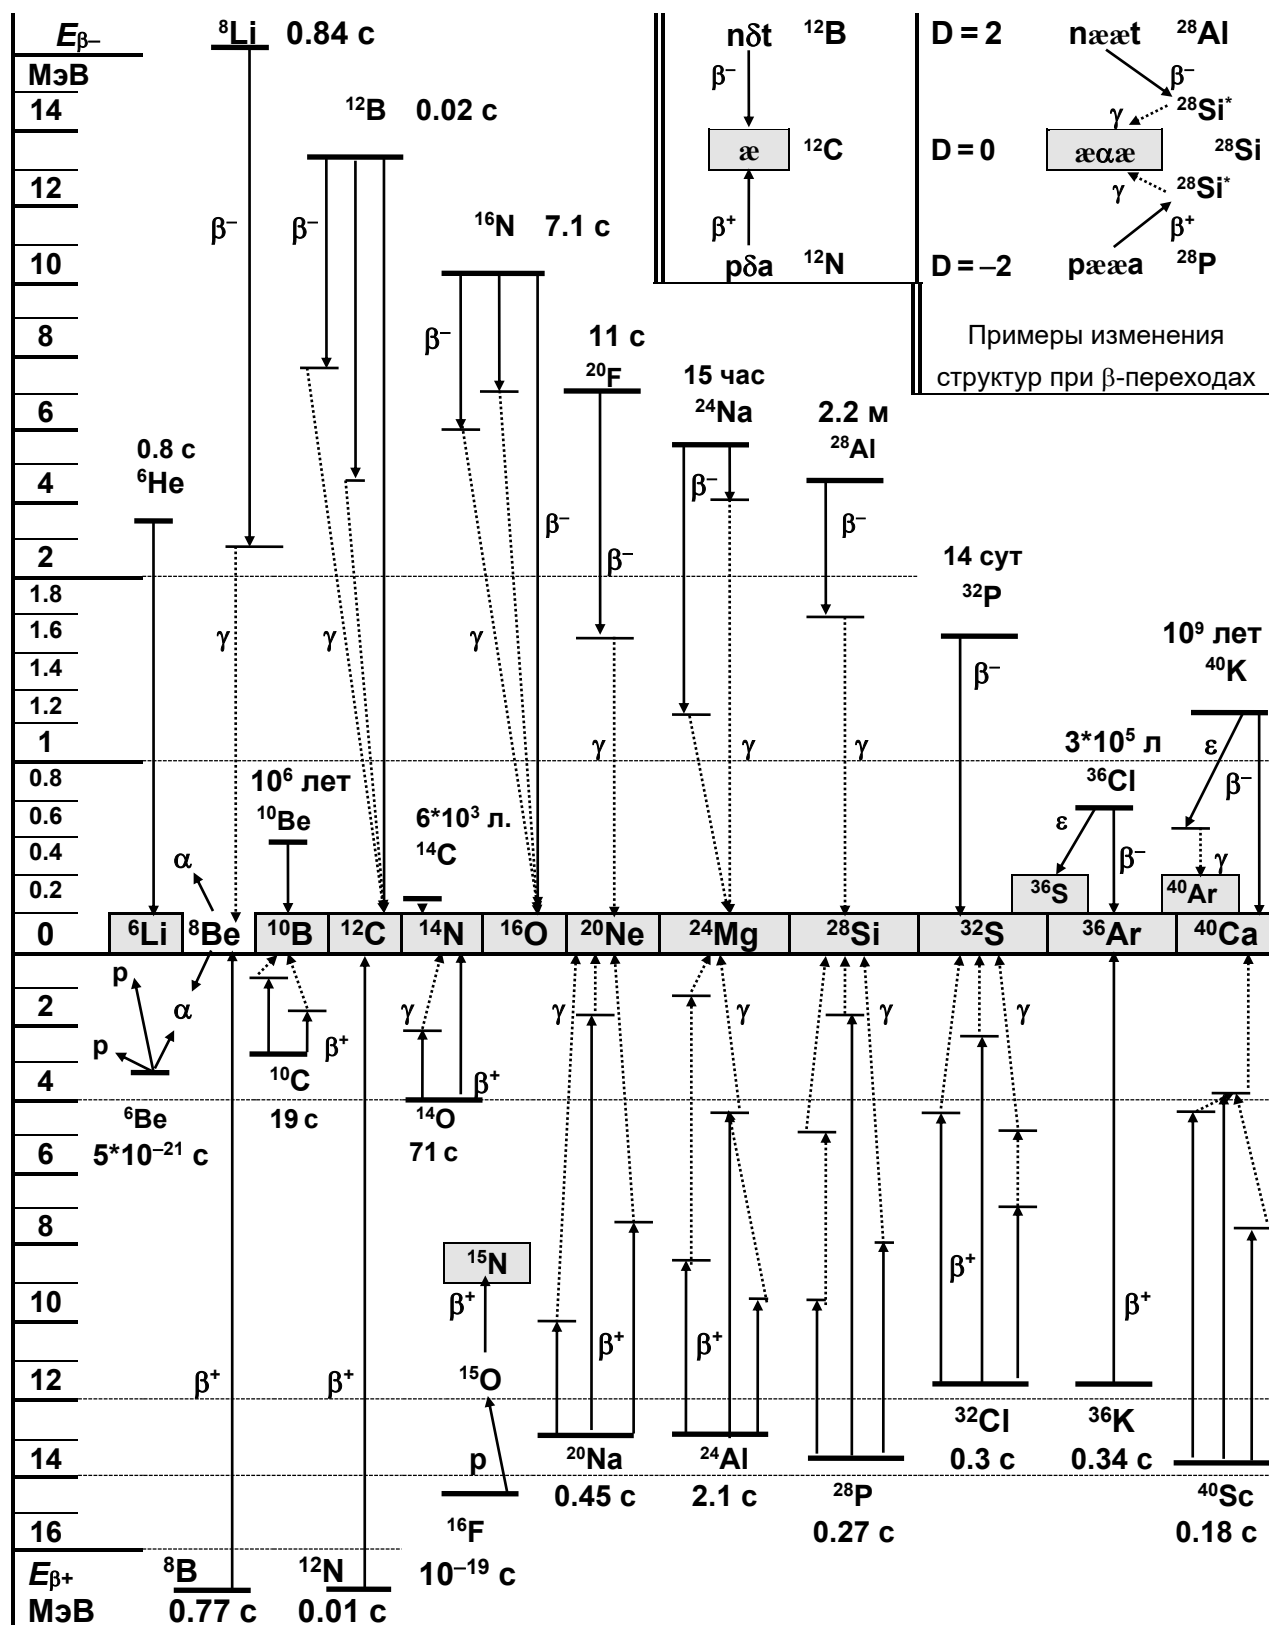 Eβ–
МэВ
14
12
10
8
6
4
2
1.8
1.6
1.4
1.2
1
0.8
0.6
0.4
0.2
0
2
4
6
8
10
12
14
16
Eβ+
МэВ
⁸Li 0.84 с
β⁻
γ
¹²B 0.02 с
β⁻
γ
¹⁶N 7.1 с
β⁻
β⁻
11 с
²⁰F
β⁻
γ
15 час
²⁴Na
β⁻
γ
2.2 м
²⁸Al
β⁻
γ
0.8 с
⁶He
14 сут
³²P
β⁻
10⁹ лет
⁴⁰K
ε
β⁻
γ
3*10⁵ л
³⁶Cl
ε
β⁻
10⁶ лет
¹⁰Be
6*10³ л.
¹⁴C
nδt ¹²B
β⁻
æ ¹²C
β⁺
pδa ¹²N
D = 2 nææt ²⁸Al
β⁻
γ ²⁸Si*
D = 0 æαæ ²⁸Si
γ ²⁸Si*
β⁺
D = –2 pææa ²⁸P
Примеры изменения
структур при β-переходах
³⁶S ⁴⁰Ar
⁶Li ⁸Be ¹⁰B ¹²C ¹⁴N ¹⁶O ²⁰Ne ²⁴Mg ²⁸Si ³²S ³⁶Ar ⁴⁰Ca
α
α
p
p
⁶Be
5*10⁻²¹ с
β⁺
¹⁰C
19 с
γ
β⁺
¹⁴O
71 с
¹⁵N
β⁺
¹⁵O
p
¹⁶F
10⁻¹⁹ с
β⁺
⁸B
0.77 с
β⁺
¹²N
0.01 с
γ
β⁺
²⁰Na
0.45 с
γ
β⁺
²⁴Al
2.1 с
γ
²⁸P
0.27 с
γ
β⁺
³²Cl
0.3 с
β⁺
³⁶K
0.34 с
⁴⁰Sc
0.18 с